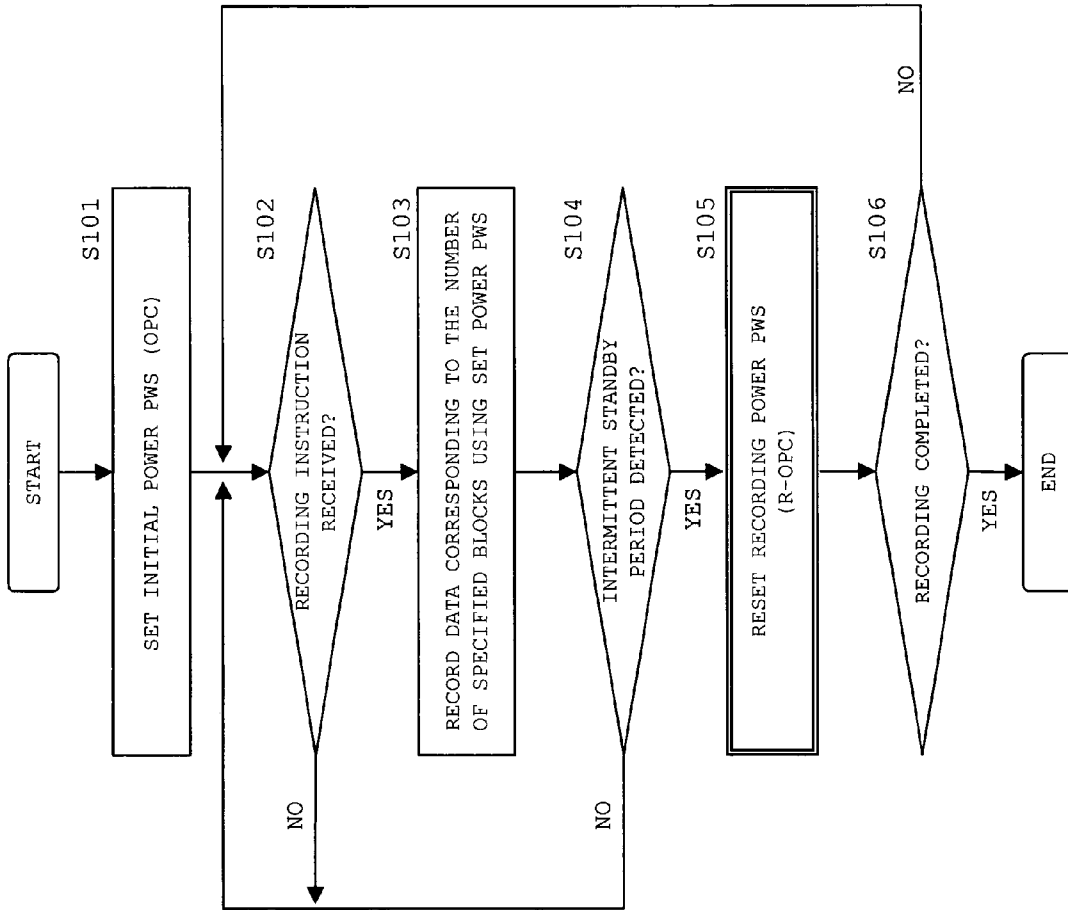 START
S101
SET INITIAL POWER PWS (OPC)
S102
RECORDING INSTRUCTION
RECEIVED?
NO
YES
S103
RECORD DATA CORRESPONDING TO THE NUMBER
OF SPECIFIED BLOCKS USING SET POWER PWS
S104
INTERMITTENT STANDBY
PERIOD DETECTED?
NO
YES
S105
RESET RECORDING POWER PWS
(R-OPC)
S106
RECORDING COMPLETED?
NO
YES
END